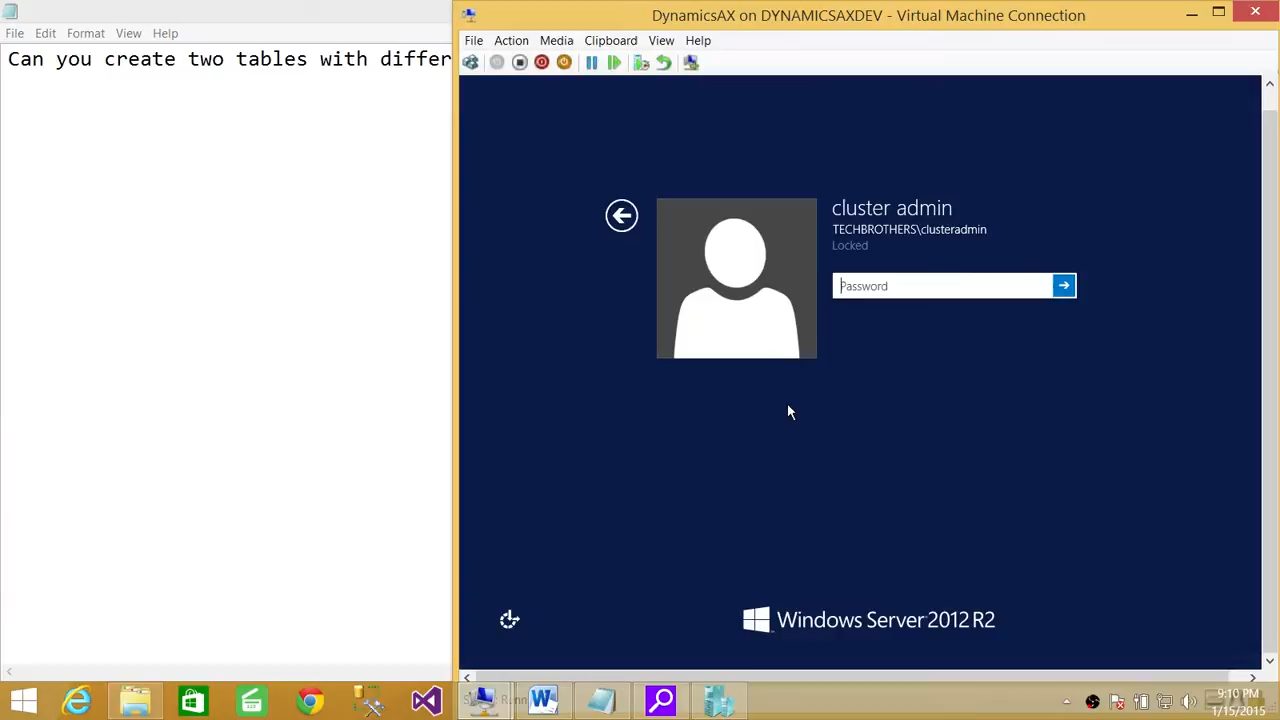 DynamicsAX on DYNAMICSAXDEV - Virtual Machine Connection
File Edit Format View Help
File Action Media Clipboard View Help
Can you create two tables with differ
cluster admin
TECHBROTHERS\clusteradmin
Locked
Password
Windows Server 2012 R2
9:10 PM
1/15/2015